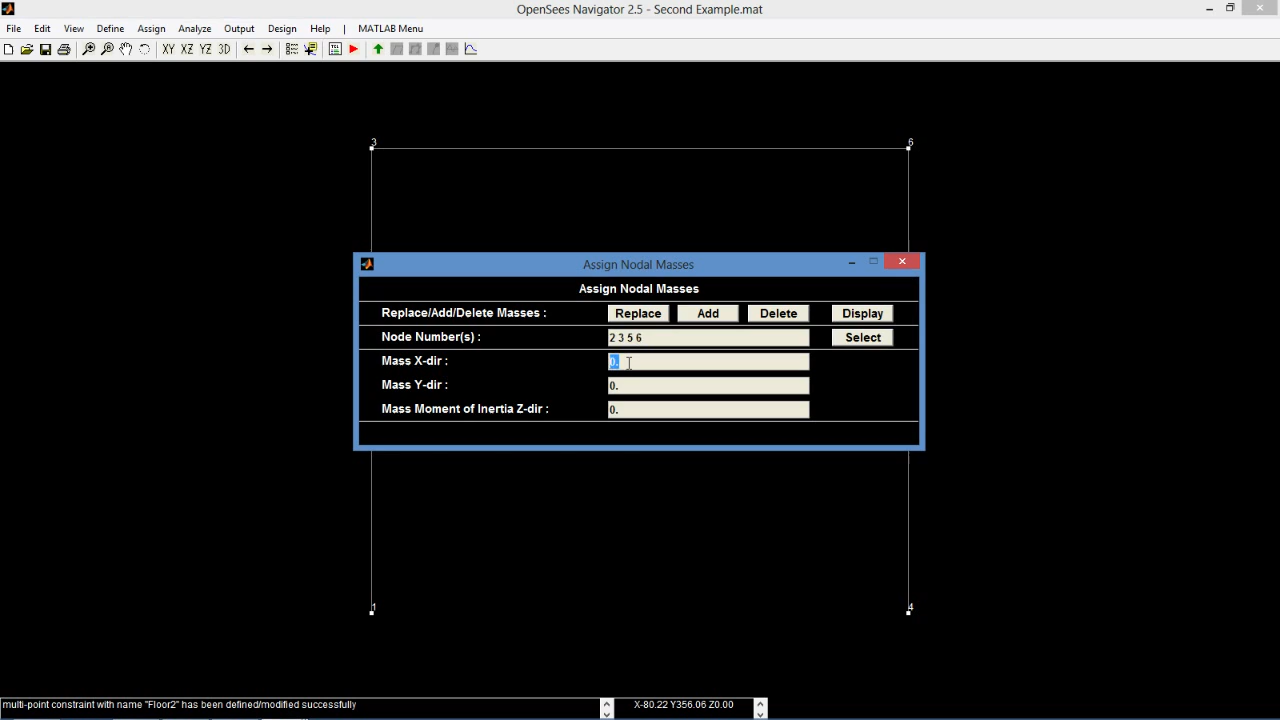 OpenSees Navigator 2.5 - Second Example.mat
File Edit View Define Assign Analyze Output Design Help | MATLAB Menu
XY XZ YZ 3D TCL
3 6
Assign Nodal Masses
Assign Nodal Masses
Replace/Add/Delete Masses : Replace Add Delete Display
Node Number(s) : 2 3 5 6 Select
Mass X-dir : 0.
Mass Y-dir : 0.
Mass Moment of Inertia Z-dir : 0.
1 4
multi-point constraint with name "Floor2" has been defined/modified successfully X-80.22 Y356.06 Z0.00